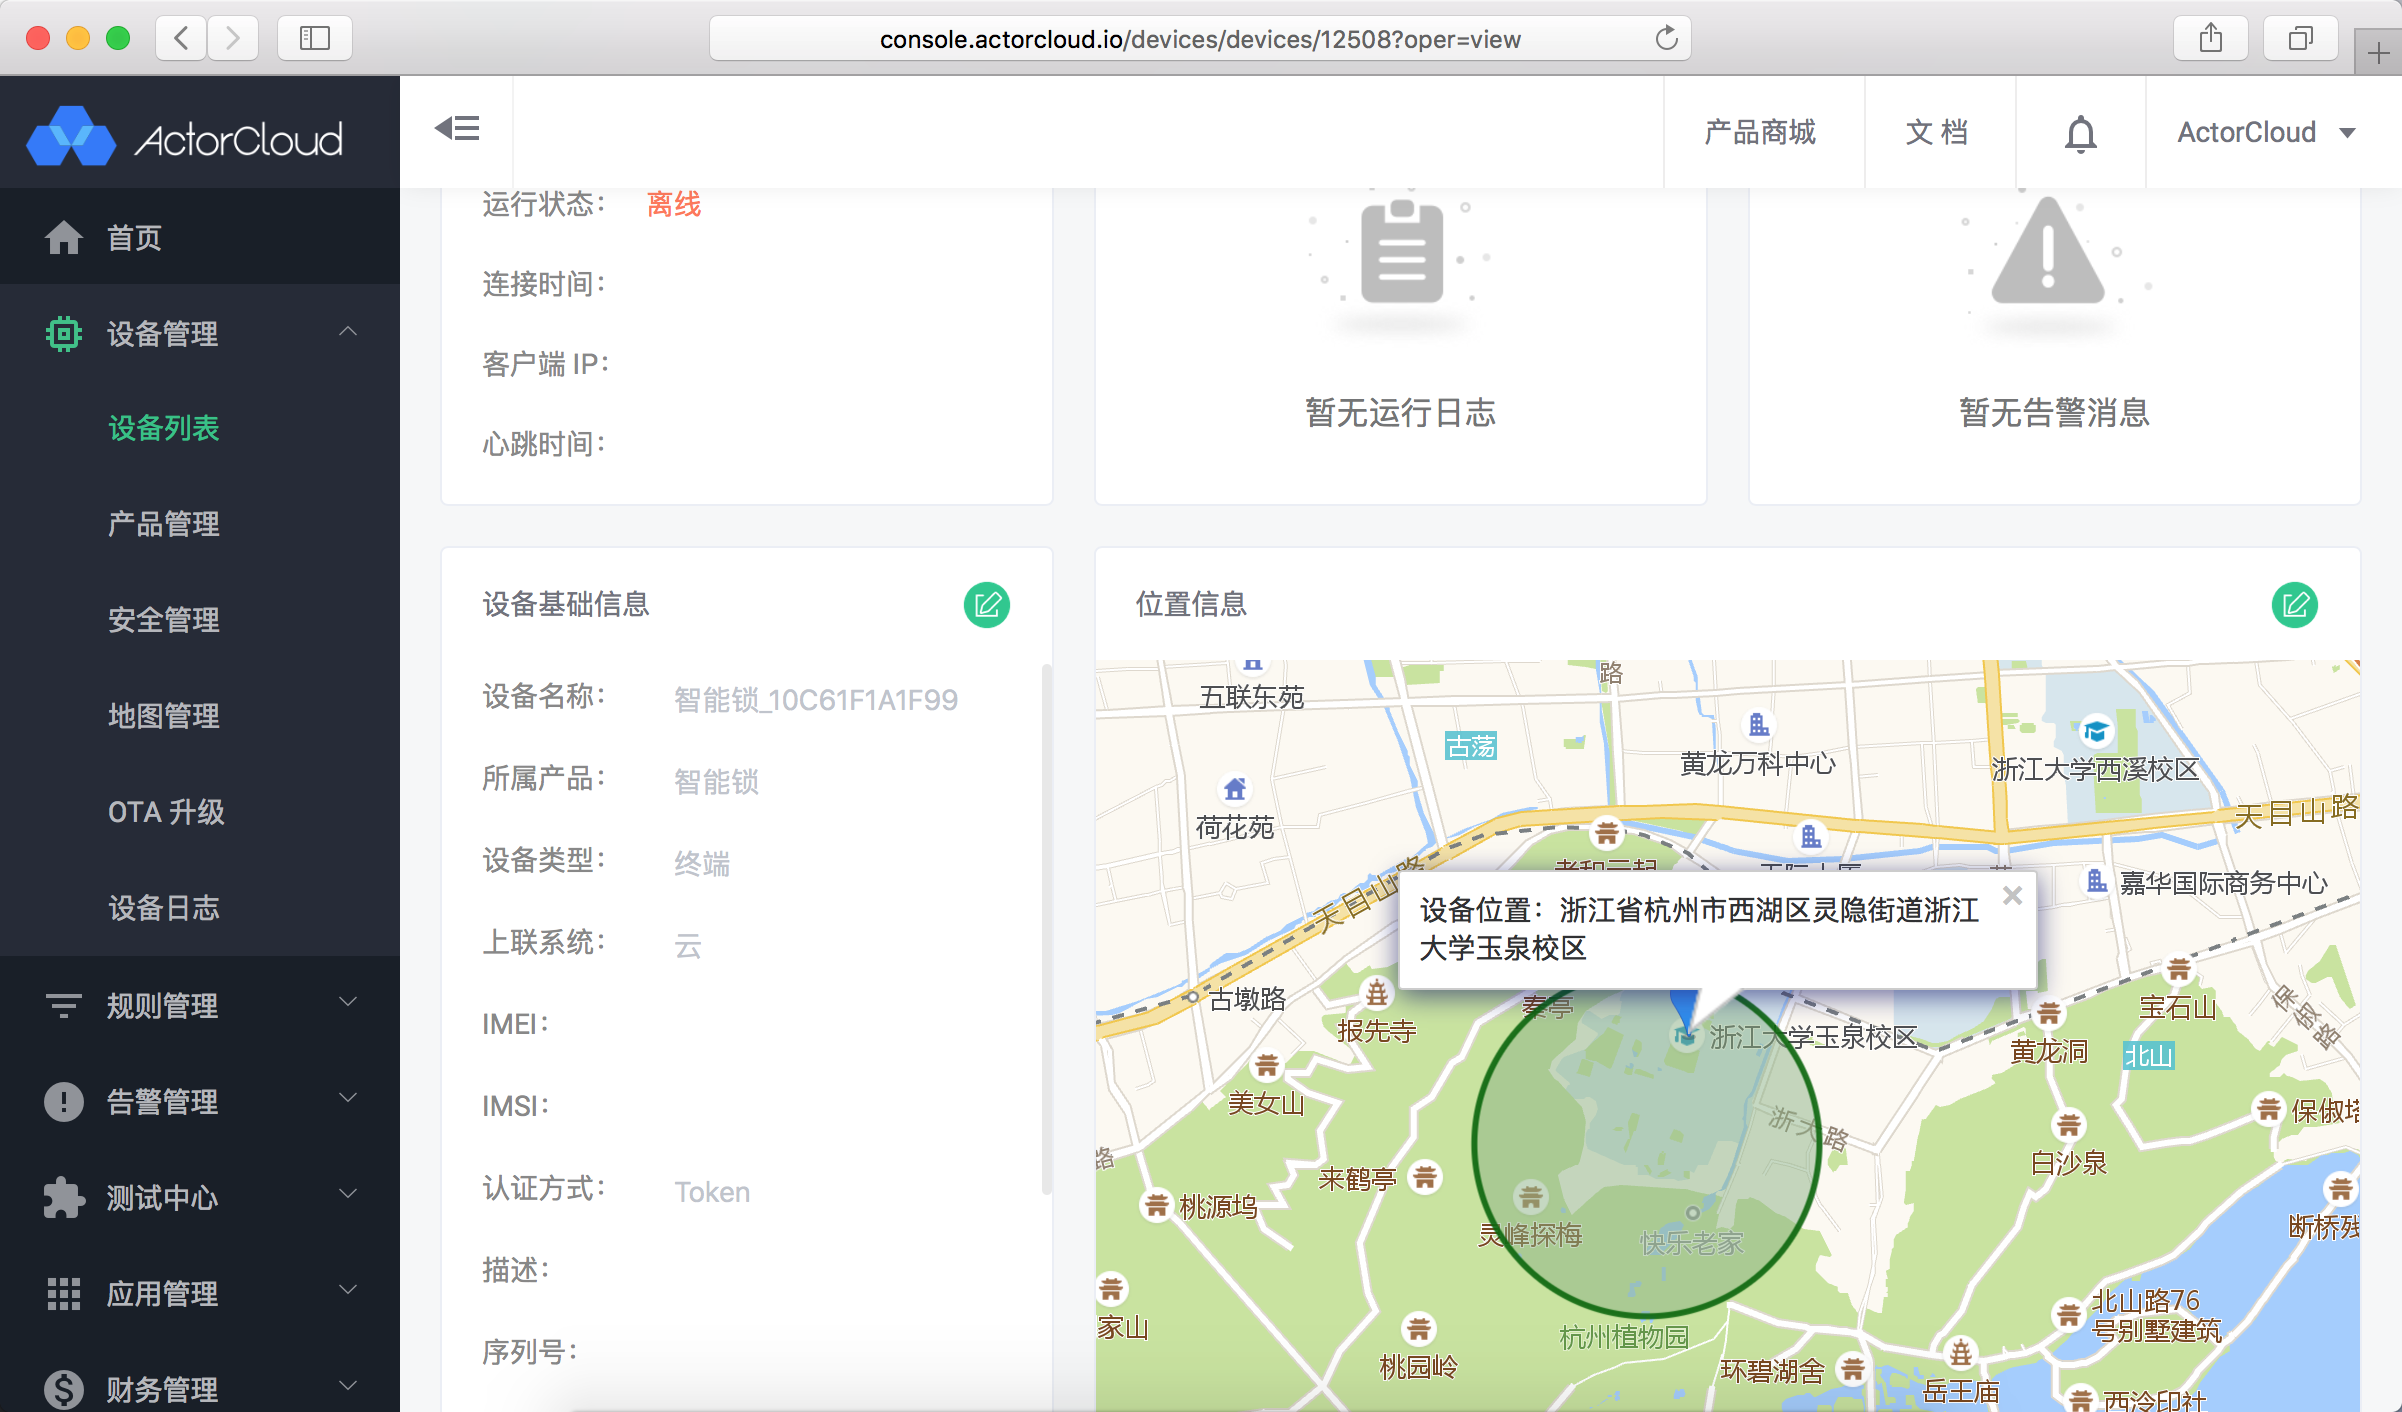 console.actorcloud.io/devices/devices/12508?oper=view
ActorCloud
产品商城
文 档
ActorCloud
首页
设备管理
设备列表
产品管理
安全管理
地图管理
OTA 升级
设备日志
规则管理
告警管理
测试中心
应用管理
财务管理
运行状态: 离线
连接时间:
客户端 IP:
心跳时间:
暂无运行日志
暂无告警消息
设备基础信息
设备名称: 智能锁_10C61F1A1F99
所属产品: 智能锁
设备类型: 终端
上联系统: 云
IMEI:
IMSI:
认证方式: Token
描述:
序列号:
位置信息
五联东苑
路
古荡
黄龙万科中心
浙江大学西溪校区
荷花苑
天目山路
天目山路
嘉华国际商务中心
设备位置: 浙江省杭州市西湖区灵隐街道浙江
大学玉泉校区
古墩路
报先寺
秦亭
浙江大学玉泉校区
宝石山
保俶路
黄龙洞
北山
美女山
浙大路
保俶塔
路
白沙泉
来鹤亭
桃源坞
灵峰探梅
快乐老家
断桥残
家山
杭州植物园
桃园岭
北山路76
号别墅建筑
环碧湖舍
岳王庙
西泠印社